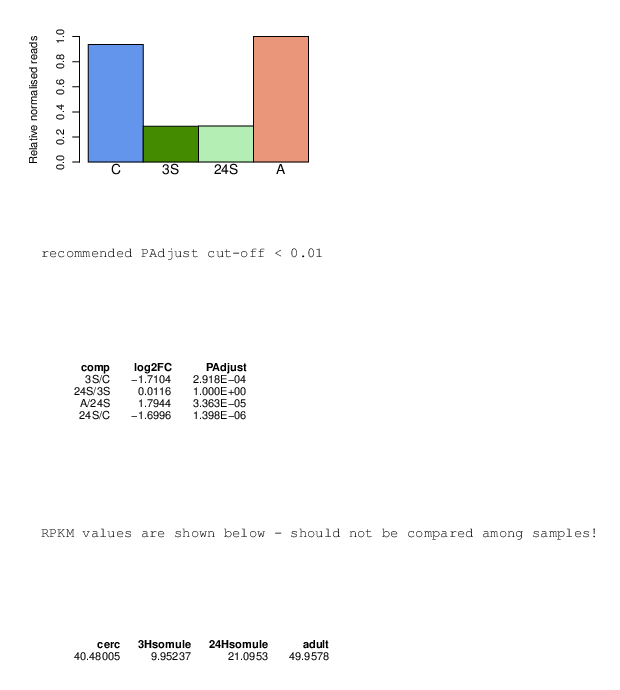 Relative normalised reads
1.0
0.8
0.6
0.4
0.2
0.0
C 3S 24S A
recommended PAdjust cut-off < 0.01
comp log2FC PAdjust
3S/C −1.7104 2.918E−04
24S/3S 0.0116 1.000E+00
A/24S 1.7944 3.363E−05
24S/C −1.6996 1.398E−06
RPKM values are shown below - should not be compared among samples!
cerc 3Hsomule 24Hsomule adult
40.48005 9.95237 21.0953 49.9578